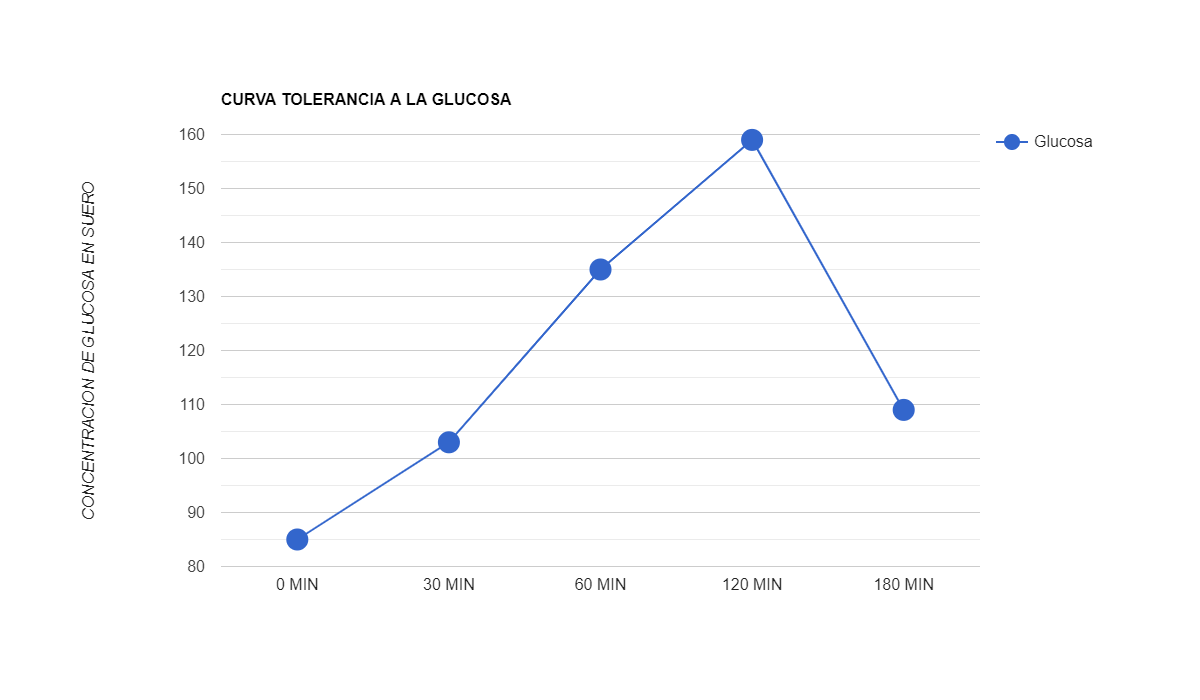 CURVA TOLERANCIA A LA GLUCOSA
Glucosa
CONCENTRACION DE GLUCOSA EN SUERO
160
150
140
130
120
110
100
90
80
0 MIN
30 MIN
60 MIN
120 MIN
180 MIN